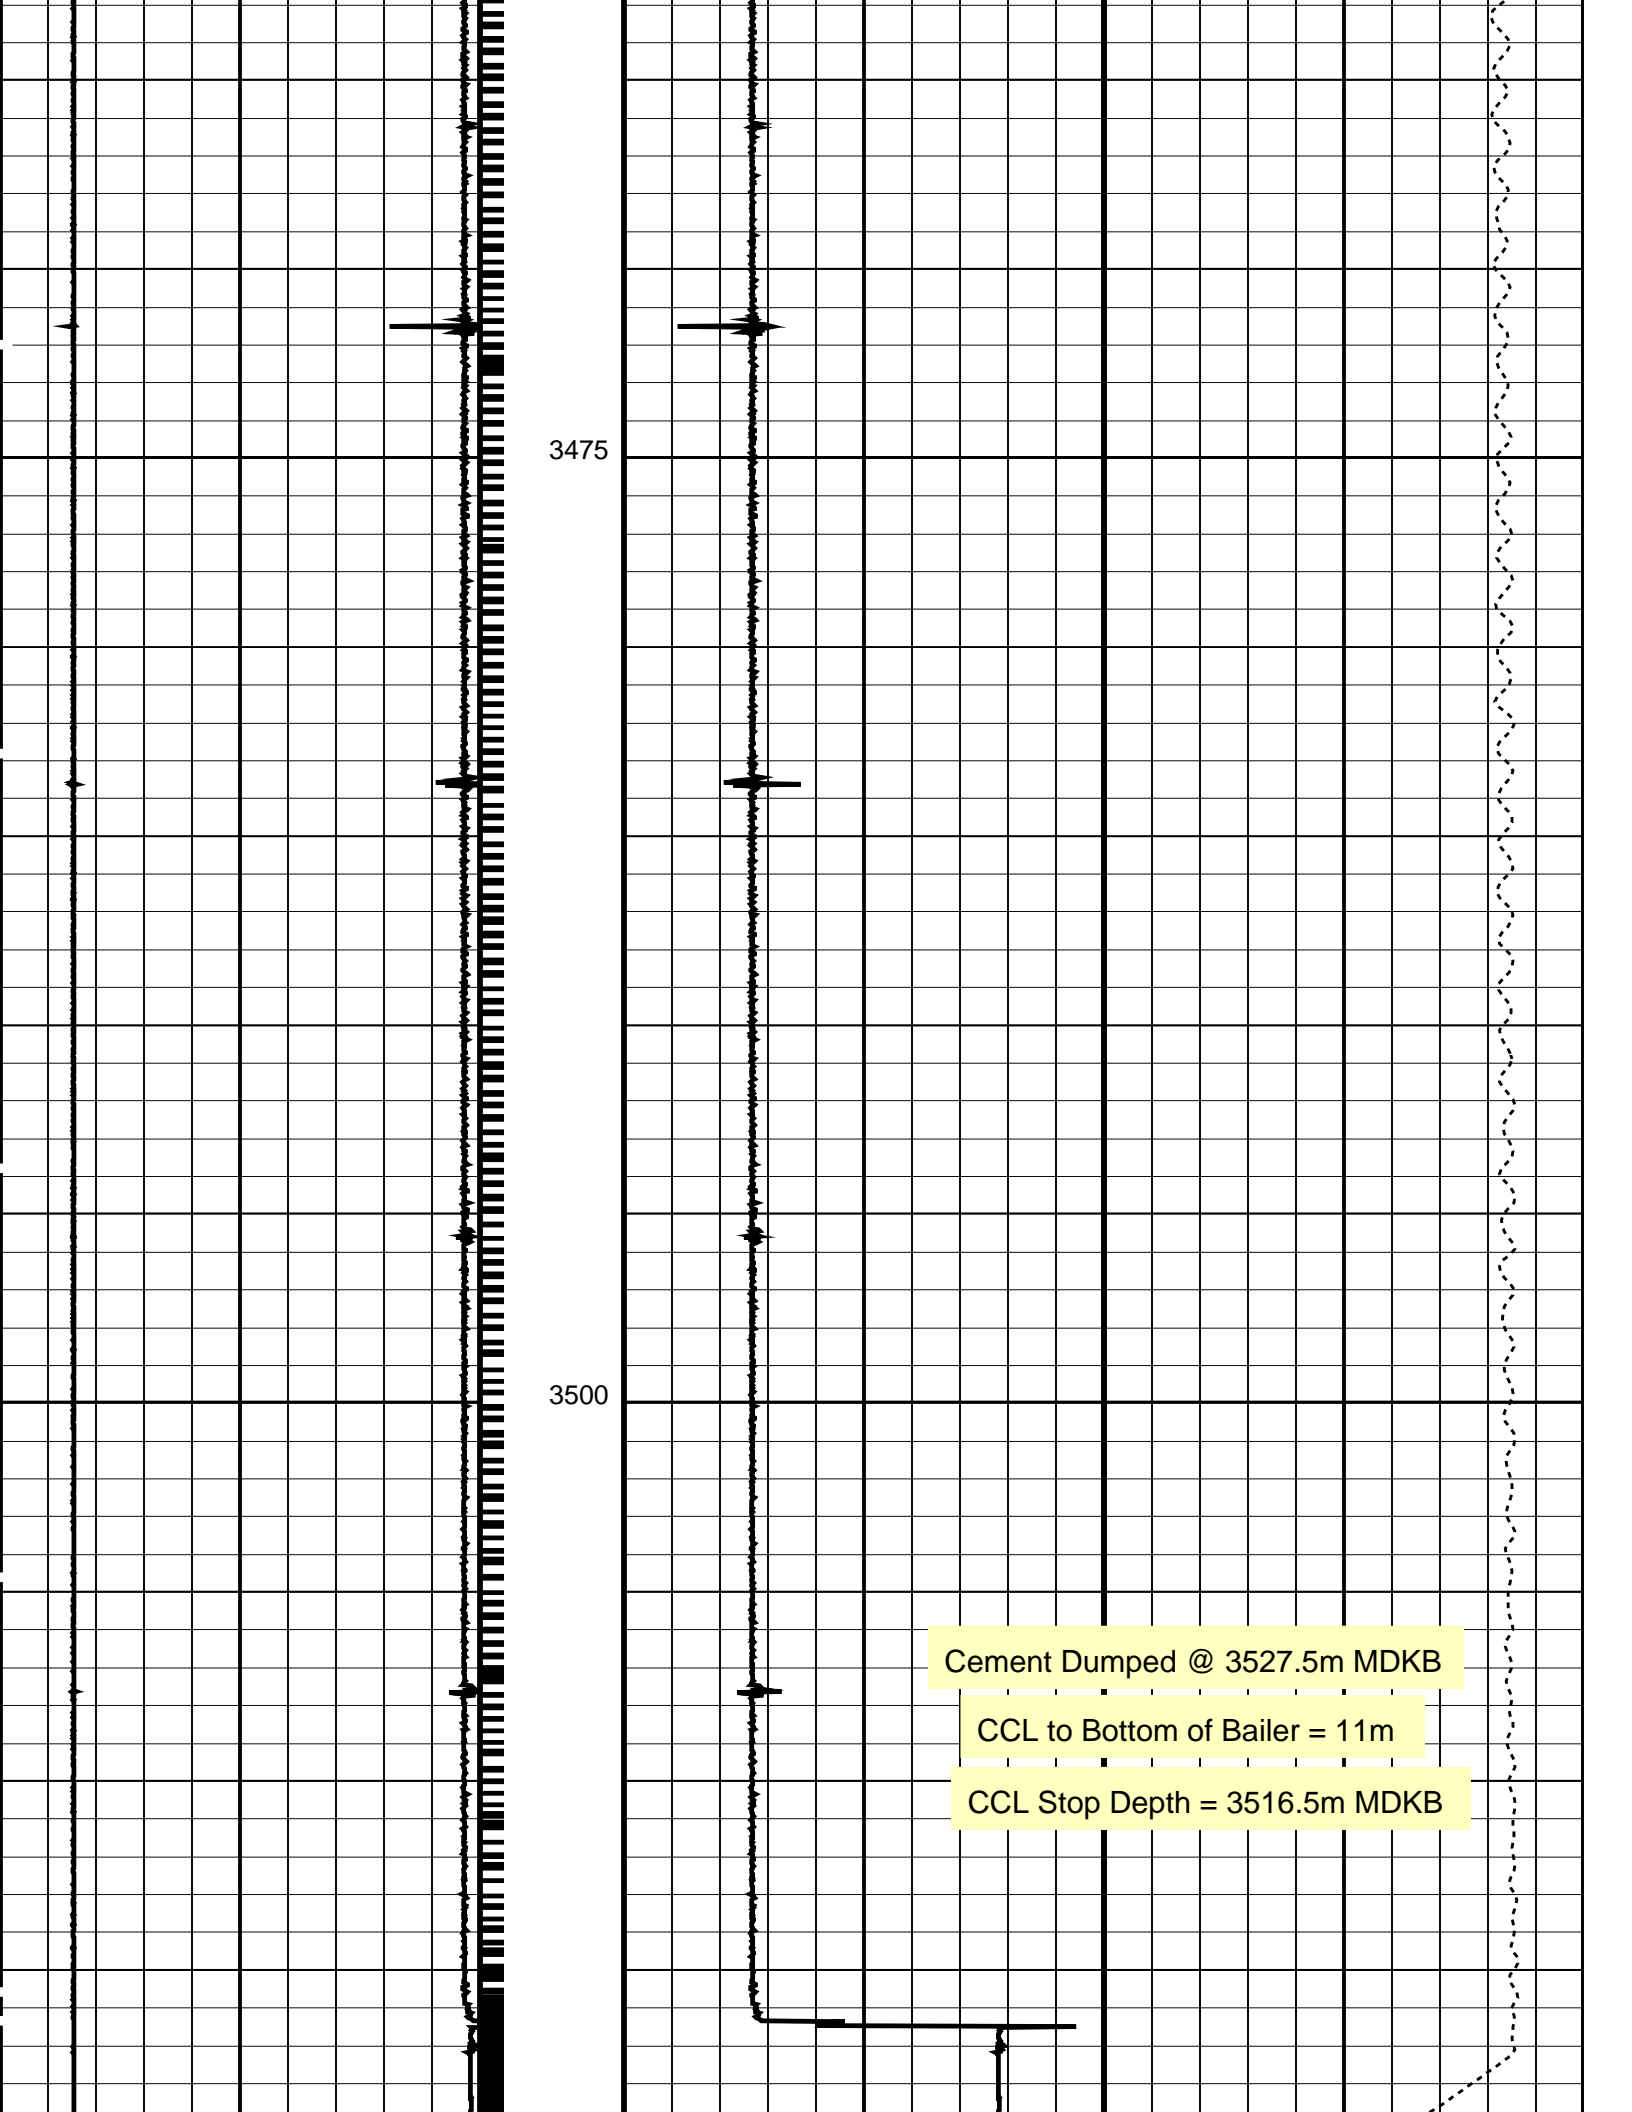 3475
3500
Cement Dumped @ 3527.5m MDKB
CCL to Bottom of Bailer = 11m
CCL Stop Depth = 3516.5m MDKB